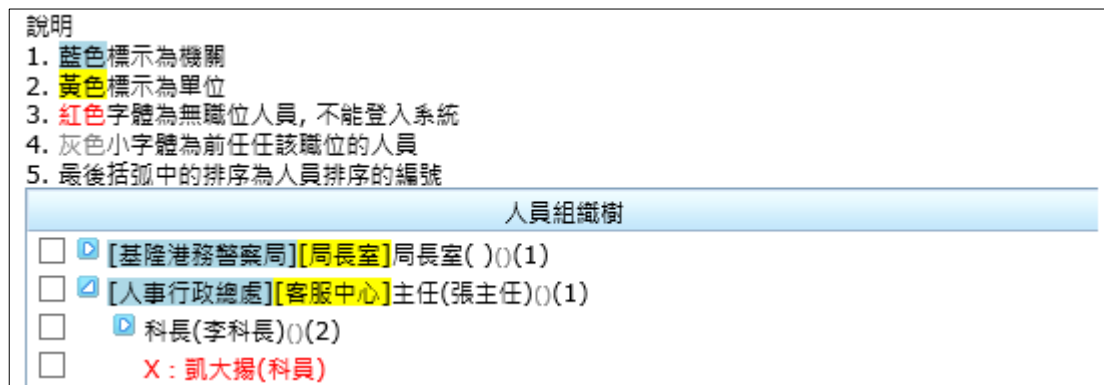 說明
1. 藍色標示為機關
2. 黃色標示為單位
3. 紅色字體為無職位人員, 不能登入系統
4. 灰色小字體為前任任該職位的人員
5. 最後括弧中的排序為人員排序的編號
人員組織樹
[基隆港務警察局][局長室]局長室( )()(1)
[人事行政總處][客服中心]主任(張主任)()(1)
科長(李科長)()(2)
X : 凱大揚(科員)